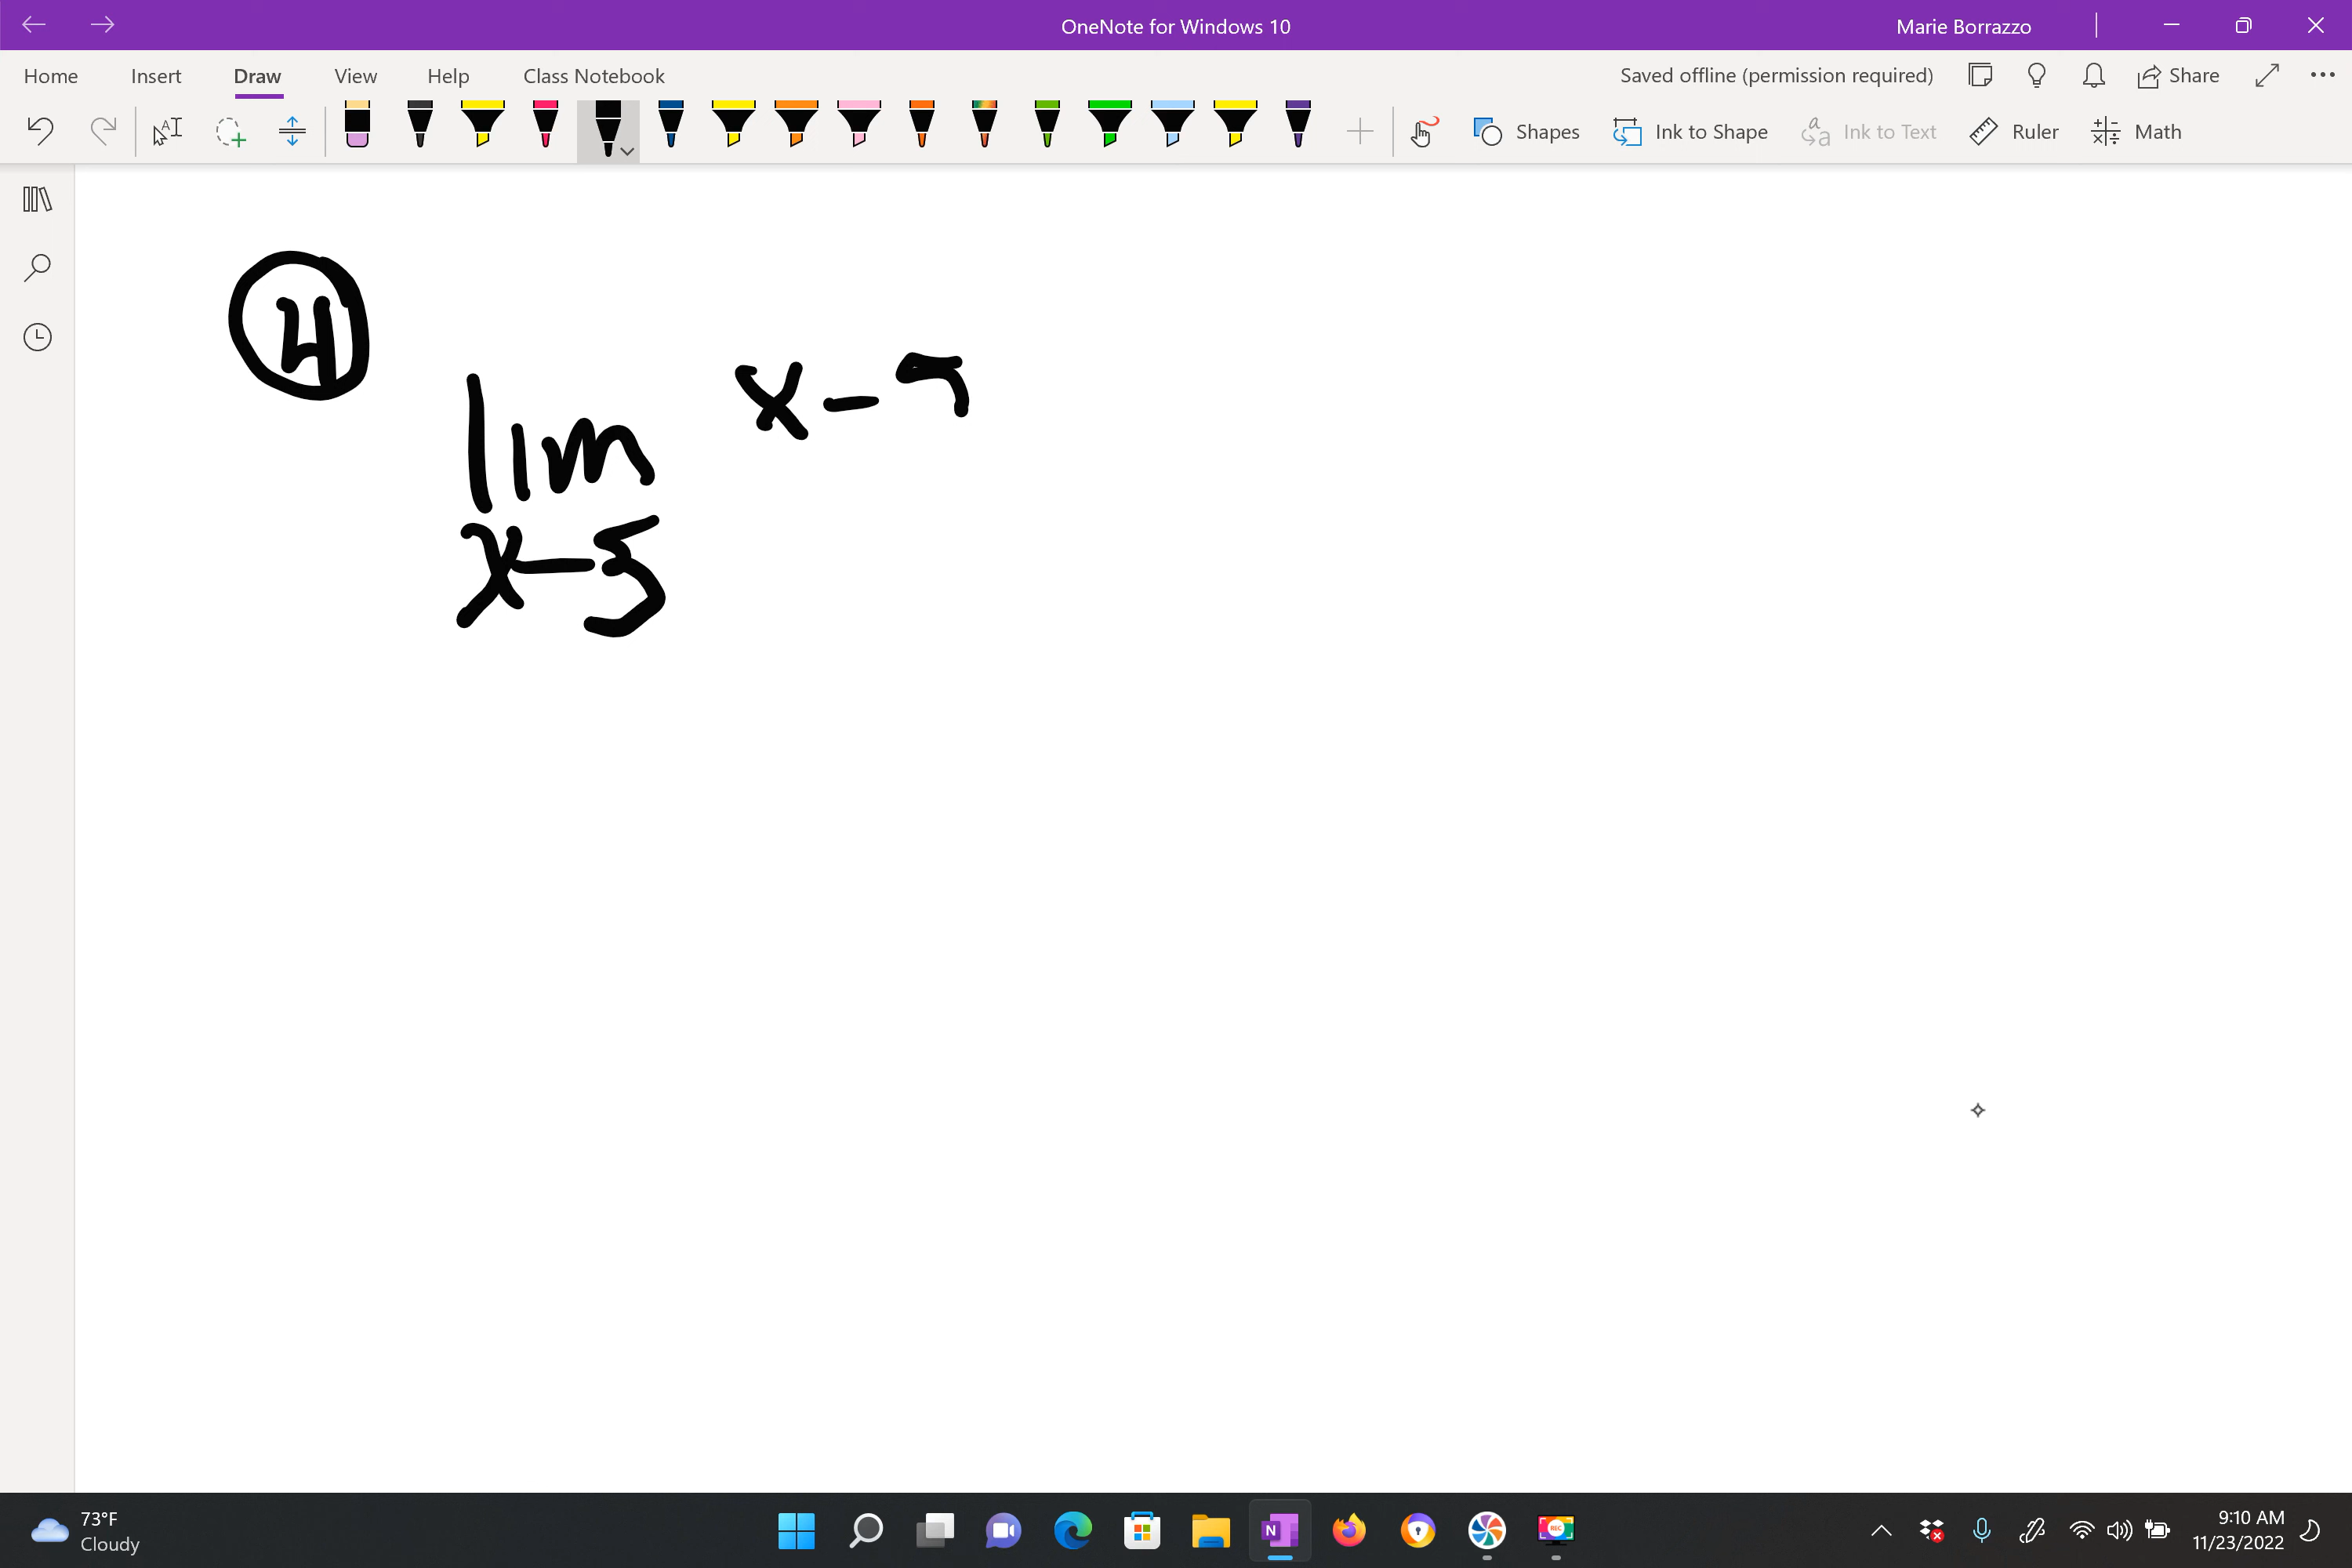 OneNote for Windows 10
Marie Borrazzo
Home Insert Draw View Help Class Notebook
Saved offline (permission required) Share
Shapes Ink to Shape Ink to Text Ruler Math
4
lim x-9
x-5
73°F
Cloudy
9:10 AM
11/23/2022